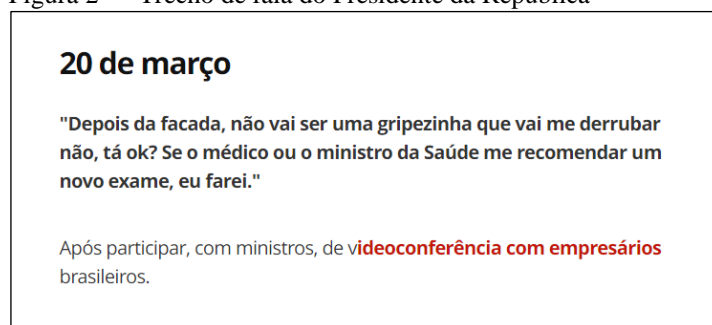 Figura 2 — Trecho de fala do Presidente da República
20 de março
"Depois da facada, não vai ser uma gripezinha que vai me derrubar
não, tá ok? Se o médico ou o ministro da Saúde me recomendar um
novo exame, eu farei."
Após participar, com ministros, de videoconferência com empresários
brasileiros.